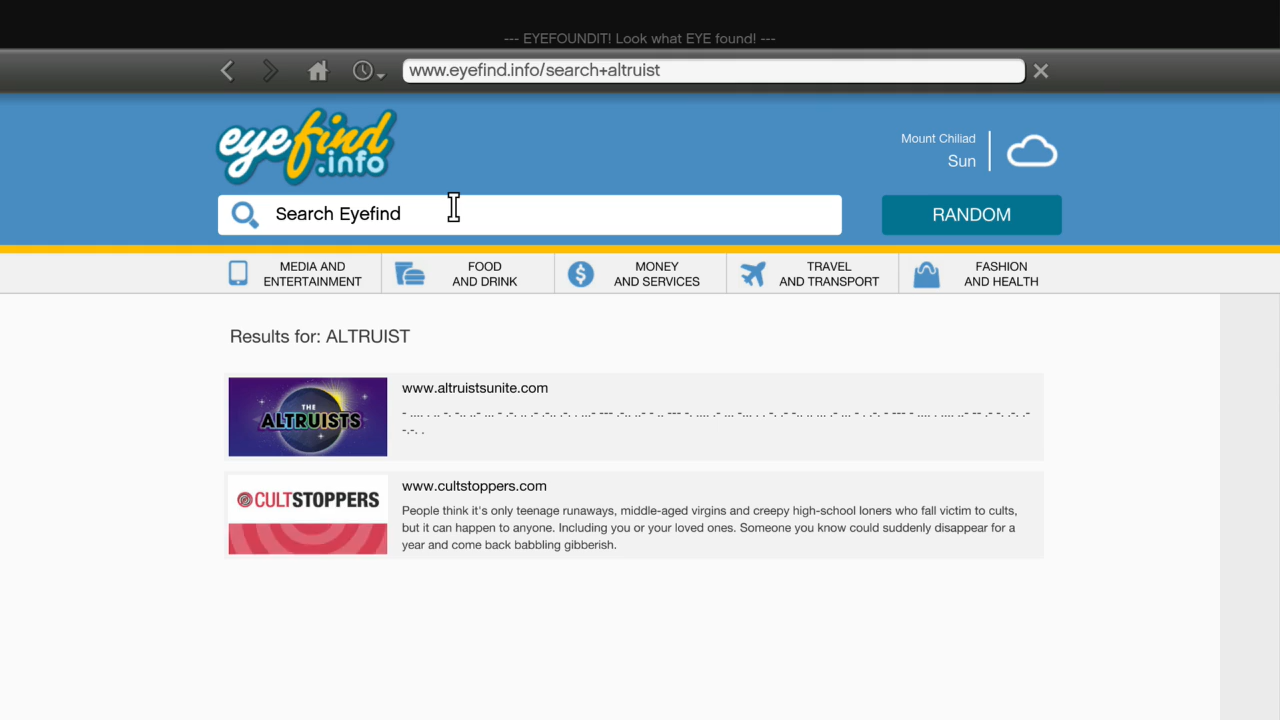 --- EYEFOUNDIT! Look what EYE found! ---
www.eyefind.info/search+altruist
eyefind
.info
Mount Chiliad
Sun
Search Eyefind
RANDOM
MEDIA AND
ENTERTAINMENT
FOOD
AND DRINK
MONEY
AND SERVICES
TRAVEL
AND TRANSPORT
FASHION
AND HEALTH
Results for: ALTRUIST
THE
ALTRUISTS
www.altruistsunite.com
CULTSTOPPERS
www.cultstoppers.com
People think it's only teenage runaways, middle-aged virgins and creepy high-school loners who fall victim to cults,
but it can happen to anyone. Including you or your loved ones. Someone you know could suddenly disappear for a
year and come back babbling gibberish.